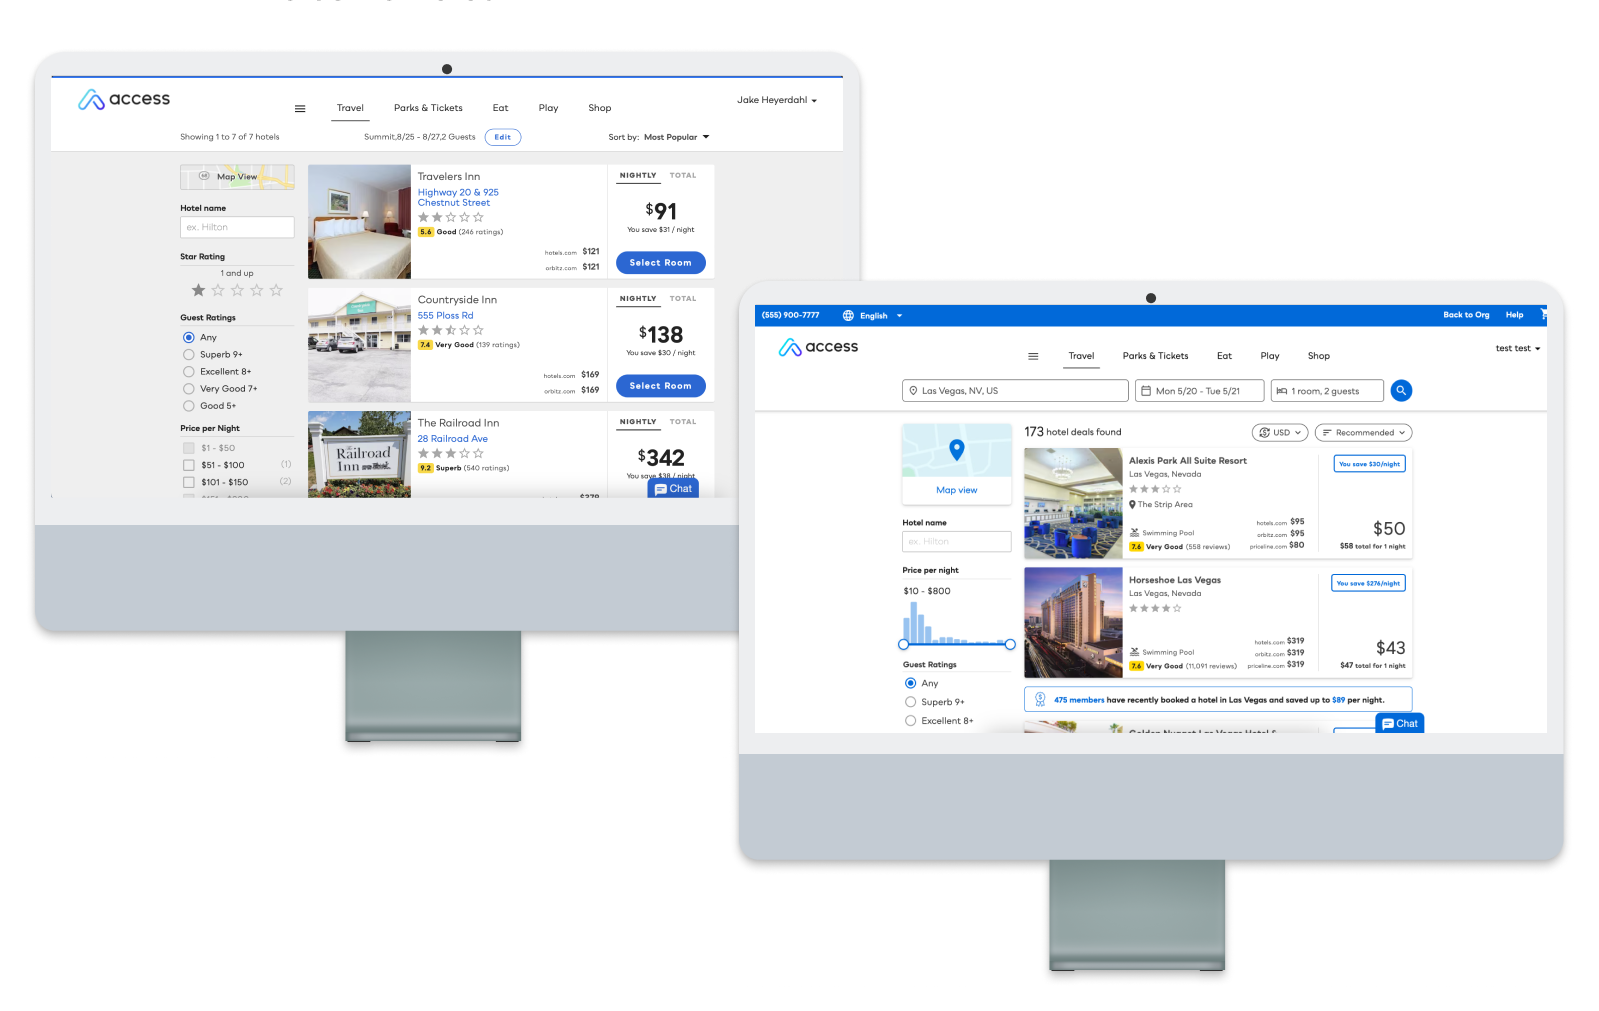 access
Travel
Parks & Tickets
Eat
Play
Shop
Jake Heyerdahl
Showing 1 to 7 of 7 hotels
Summit,8/25 - 8/27,2 Guests
Edit
Sort by: Most Popular
Map View
Hotel name
ex. Hilton
Star Rating
1 and up
Guest Ratings
Any
Superb 9+
Excellent 8+
Very Good 7+
Good 5+
Price per Night
$1 - $50
$51 - $100 (1)
$101 - $150 (2)
Travelers Inn
Highway 20 & 925
Chestnut Street
5.6 Good (246 ratings)
hotels.com $121
orbitz.com $121
NIGHTLY TOTAL
$91
You save $31 / night
Select Room
Countryside Inn
555 Ploss Rd
7.4 Very Good (139 ratings)
hotels.com $169
orbitz.com $169
NIGHTLY TOTAL
$138
You save $30 / night
Select Room
Railroad
Inn
The Railroad Inn
28 Railroad Ave
9.2 Superb (540 ratings)
NIGHTLY TOTAL
$342
You save $38 / night
Chat
(555) 900-7777
English
Back to Org
Help
access
Travel
Parks & Tickets
Eat
Play
Shop
test test
Las Vegas, NV, US
Mon 5/20 - Tue 5/21
1 room, 2 guests
Map view
Hotel name
ex. Hilton
Price per night
$10 - $800
Guest Ratings
Any
Superb 9+
Excellent 8+
173 hotel deals found
USD
Recommended
Alexis Park All Suite Resort
Las Vegas, Nevada
The Strip Area
Swimming Pool
7.6 Very Good (558 reviews)
hotels.com $95
orbitz.com $95
priceline.com $80
You save $30/night
$50
$58 total for 1 night
Horseshoe Las Vegas
Las Vegas, Nevada
Swimming Pool
7.6 Very Good (11,091 reviews)
hotels.com $319
orbitz.com $319
priceline.com $319
You save $276/night
$43
$47 total for 1 night
475 members have recently booked a hotel in Las Vegas and saved up to $89 per night.
Golden Nugget Las Vegas Hotel &
Chat